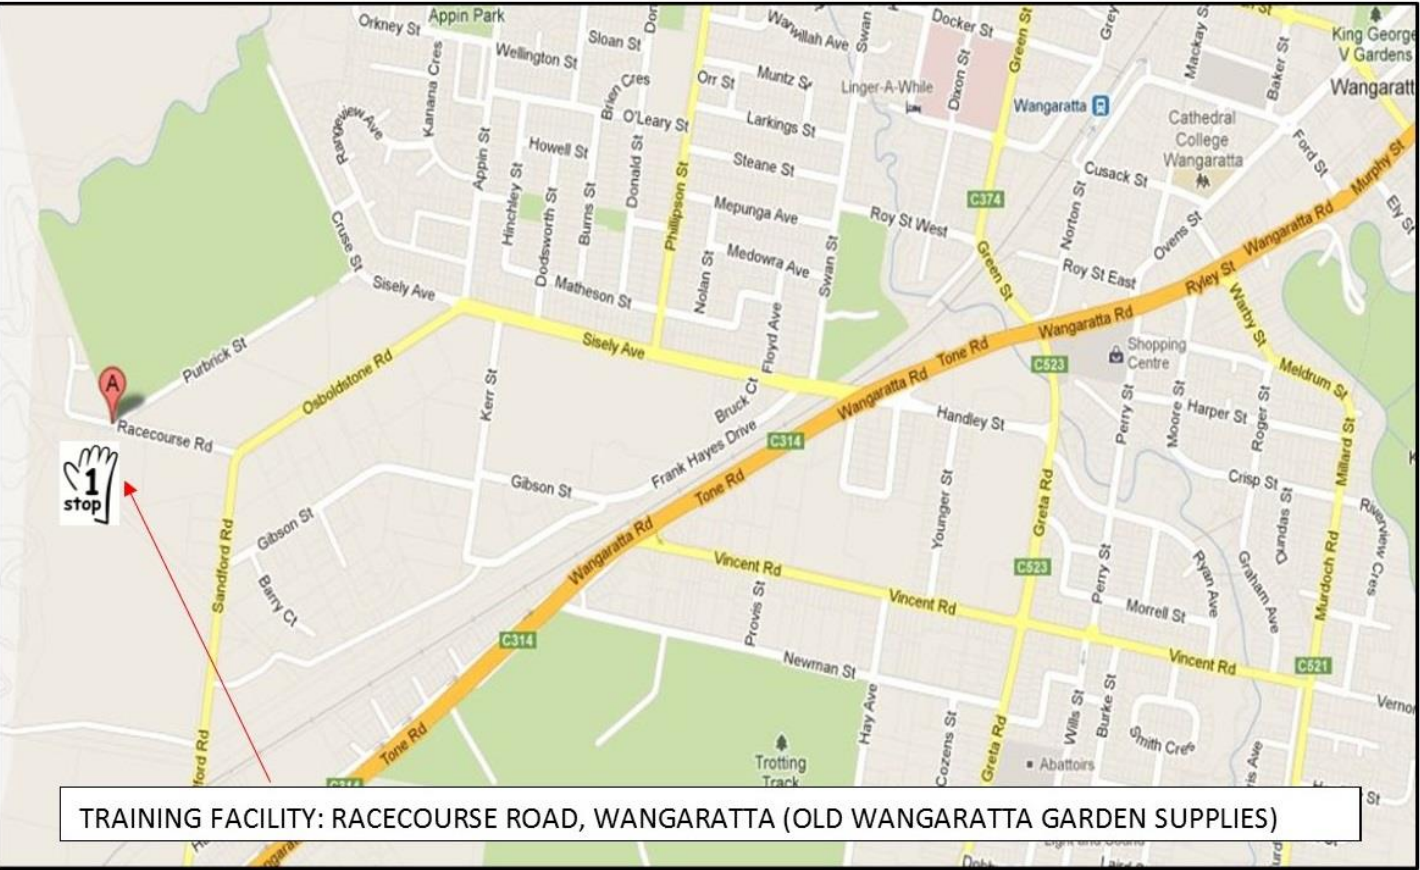 Appin Park
Orkney St
Wellington St
Sloan St
Kanana Cres
Brien Cres
O'Leary St
Rangeview Ave
Howell St
Appin St
Hinchley St
Dodsworth St
Burns St
Donald St
Phillipson St
Orr St
Muntz St
Larkings St
Steane St
Mepunga Ave
Medowra Ave
Nolan St
Floyd Ave
Swan St
Swan
Docker St
Linger-A-While
Dixon St
Green St
Wangaratta
C374
Roy St West
Green St
Cathedral
College
Wangaratta
Cusack St
Norton St
Ovens St
Roy St East
Mackay St
Baker St
King George
V Gardens
Wangaratt
Ford St
Murphy St
Ely St
Wangaratta Rd
Ryley St
Warby St
Meldrum St
Wangaratta Rd
Tone Rd
Wangaratta Rd
C523
Shopping
Centre
Perry St
Moore St
Harper St
Roger St
Millard St
Crisp St
Dundas St
Riverview Cres
Murdoch Rd
Graham Ave
Ryan Ave
Morrell St
Perry St
Greta Rd
C523
Younger St
Handley St
Cruse St
Sisely Ave
Matheson St
Sisely Ave
Purbrick St
Osboldstone Rd
A
Racecourse Rd
1
stop
Kerr St
Bruck Ct
Frank Hayes Drive
C314
Tone Rd
Gibson St
Gibson St
Barry Ct
Sandford Rd
Wangaratta Rd
Vincent Rd
Vincent Rd
Vincent Rd
Provis St
Newman St
C314
Hay Ave
Cozens St
Greta Rd
Wills St
Burke St
Smith Cres
Abattoirs
C521
Tone Rd
Trotting
Track
C314
St
TRAINING FACILITY: RACECOURSE ROAD, WANGARATTA (OLD WANGARATTA GARDEN SUPPLIES)